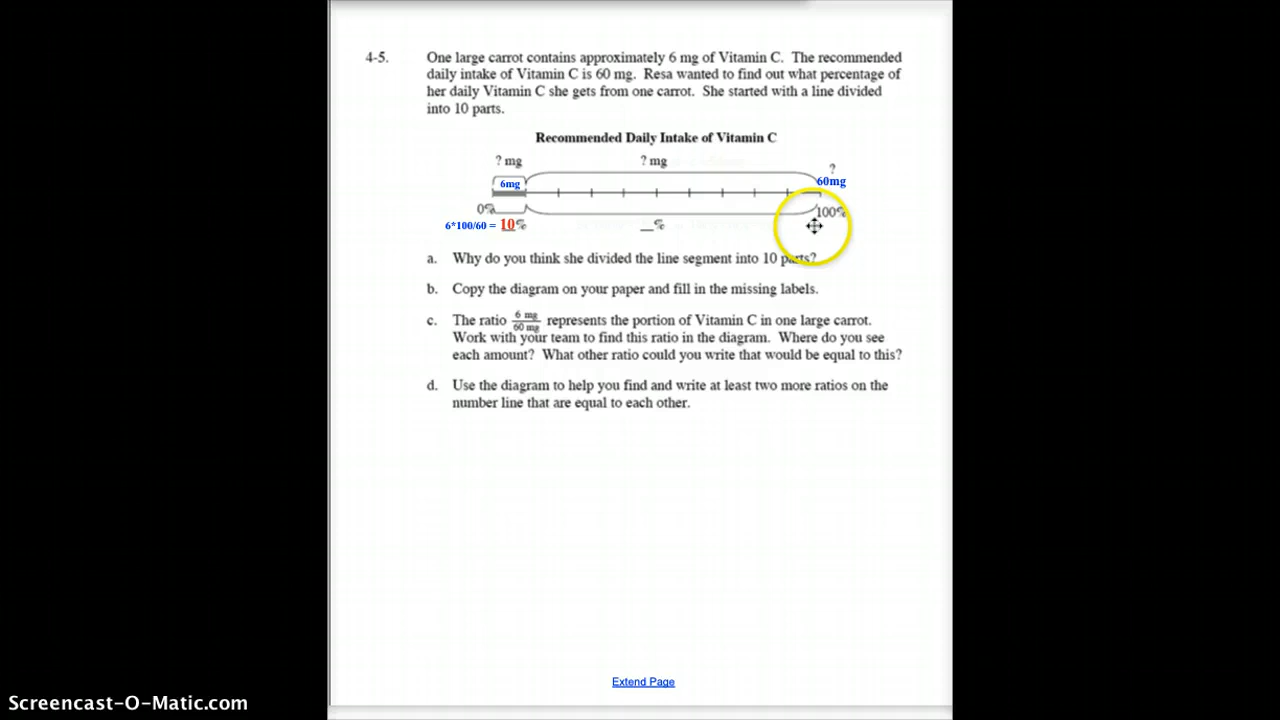 4-5. One large carrot contains approximately 6 mg of Vitamin C. The recommended
daily intake of Vitamin C is 60 mg. Resa wanted to find out what percentage of
her daily Vitamin C she gets from one carrot. She started with a line divided
into 10 parts.
Recommended Daily Intake of Vitamin C
? mg ? mg ?
6mg 60mg
0% 100%
6*100/60 = 10% __%
a. Why do you think she divided the line segment into 10 parts?
b. Copy the diagram on your paper and fill in the missing labels.
c. The ratio 6 mg/60 mg represents the portion of Vitamin C in one large carrot.
Work with your team to find this ratio in the diagram. Where do you see
each amount? What other ratio could you write that would be equal to this?
d. Use the diagram to help you find and write at least two more ratios on the
number line that are equal to each other.
Extend Page
Screencast-O-Matic.com